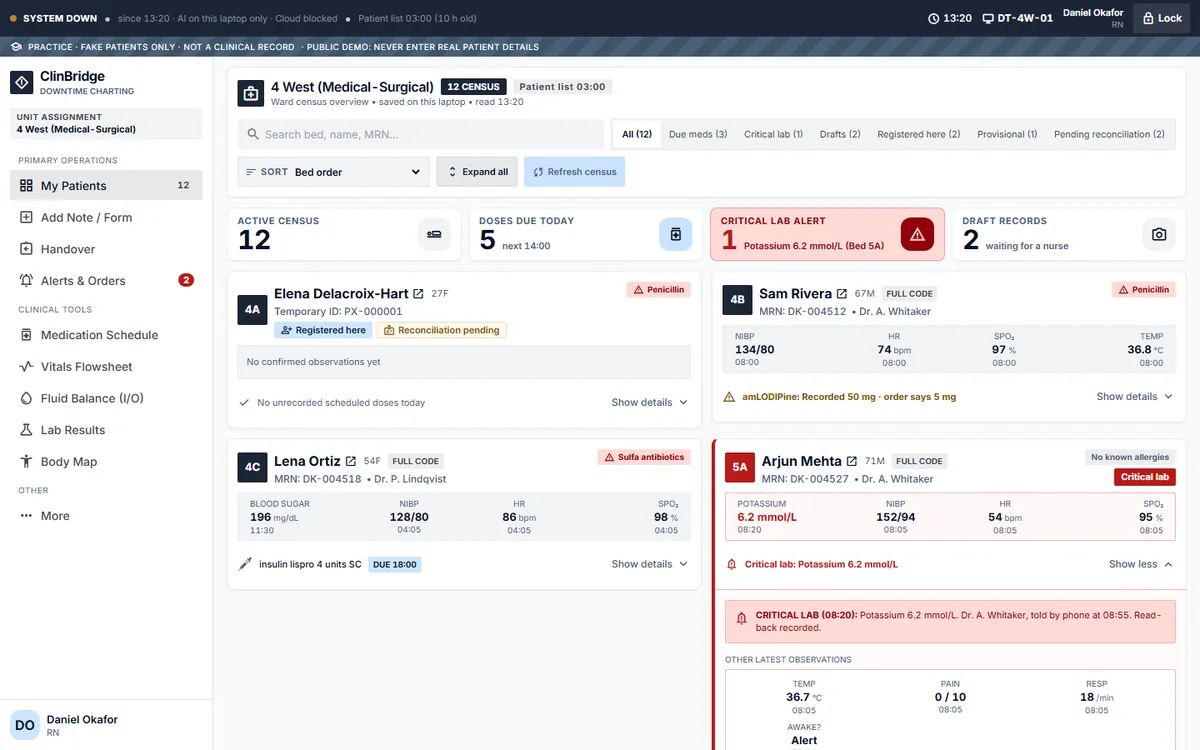 SYSTEM DOWN • since 13:20 · AI on this laptop only · Cloud blocked • Patient list 03:00 (10 h old)
13:20 DT-4W-01 Daniel Okafor RN Lock
PRACTICE · FAKE PATIENTS ONLY · NOT A CLINICAL RECORD · PUBLIC DEMO: NEVER ENTER REAL PATIENT DETAILS
ClinBridge
DOWNTIME CHARTING
UNIT ASSIGNMENT
4 West (Medical-Surgical)
PRIMARY OPERATIONS
My Patients 12
Add Note / Form
Handover
Alerts & Orders 2
CLINICAL TOOLS
Medication Schedule
Vitals Flowsheet
Fluid Balance (I/O)
Lab Results
Body Map
OTHER
More
DO Daniel Okafor
RN
4 West (Medical-Surgical) 12 CENSUS Patient list 03:00
Ward census overview • saved on this laptop • read 13:20
Search bed, name, MRN...
All (12) Due meds (3) Critical lab (1) Drafts (2) Registered here (2) Provisional (1) Pending reconciliation (2)
SORT Bed order Expand all Refresh census
ACTIVE CENSUS
12
DOSES DUE TODAY
5 next 14:00
CRITICAL LAB ALERT
1 Potassium 6.2 mmol/L (Bed 5A)
DRAFT RECORDS
2 waiting for a nurse
4A Elena Delacroix-Hart 27F Penicillin
Temporary ID: PX-000001
Registered here Reconciliation pending
No confirmed observations yet
No unrecorded scheduled doses today Show details
4B Sam Rivera 67M FULL CODE Penicillin
MRN: DK-004512 • Dr. A. Whitaker
NIBP HR SPO₂ TEMP
134/80 74 bpm 97 % 36.8 °C
08:00 08:00 08:00 08:00
amLODIPine: Recorded 50 mg · order says 5 mg Show details
4C Lena Ortiz 54F FULL CODE Sulfa antibiotics
MRN: DK-004518 • Dr. P. Lindqvist
BLOOD SUGAR NIBP HR SPO₂
196 mg/dL 128/80 86 bpm 98 %
11:30 04:05 04:05 04:05
insulin lispro 4 units SC DUE 18:00 Show details
5A Arjun Mehta 71M FULL CODE No known allergies
MRN: DK-004527 • Dr. A. Whitaker Critical lab
POTASSIUM NIBP HR SPO₂
6.2 mmol/L 152/94 54 bpm 95 %
08:20 08:05 08:05 08:05
Critical lab: Potassium 6.2 mmol/L Show less
CRITICAL LAB (08:20): Potassium 6.2 mmol/L. Dr. A. Whitaker, told by phone at 08:55. Read-
back recorded.
OTHER LATEST OBSERVATIONS
TEMP PAIN RESP
36.7 °C 0 / 10 18 /min
08:05 08:05 08:05
AWAKE?
Alert